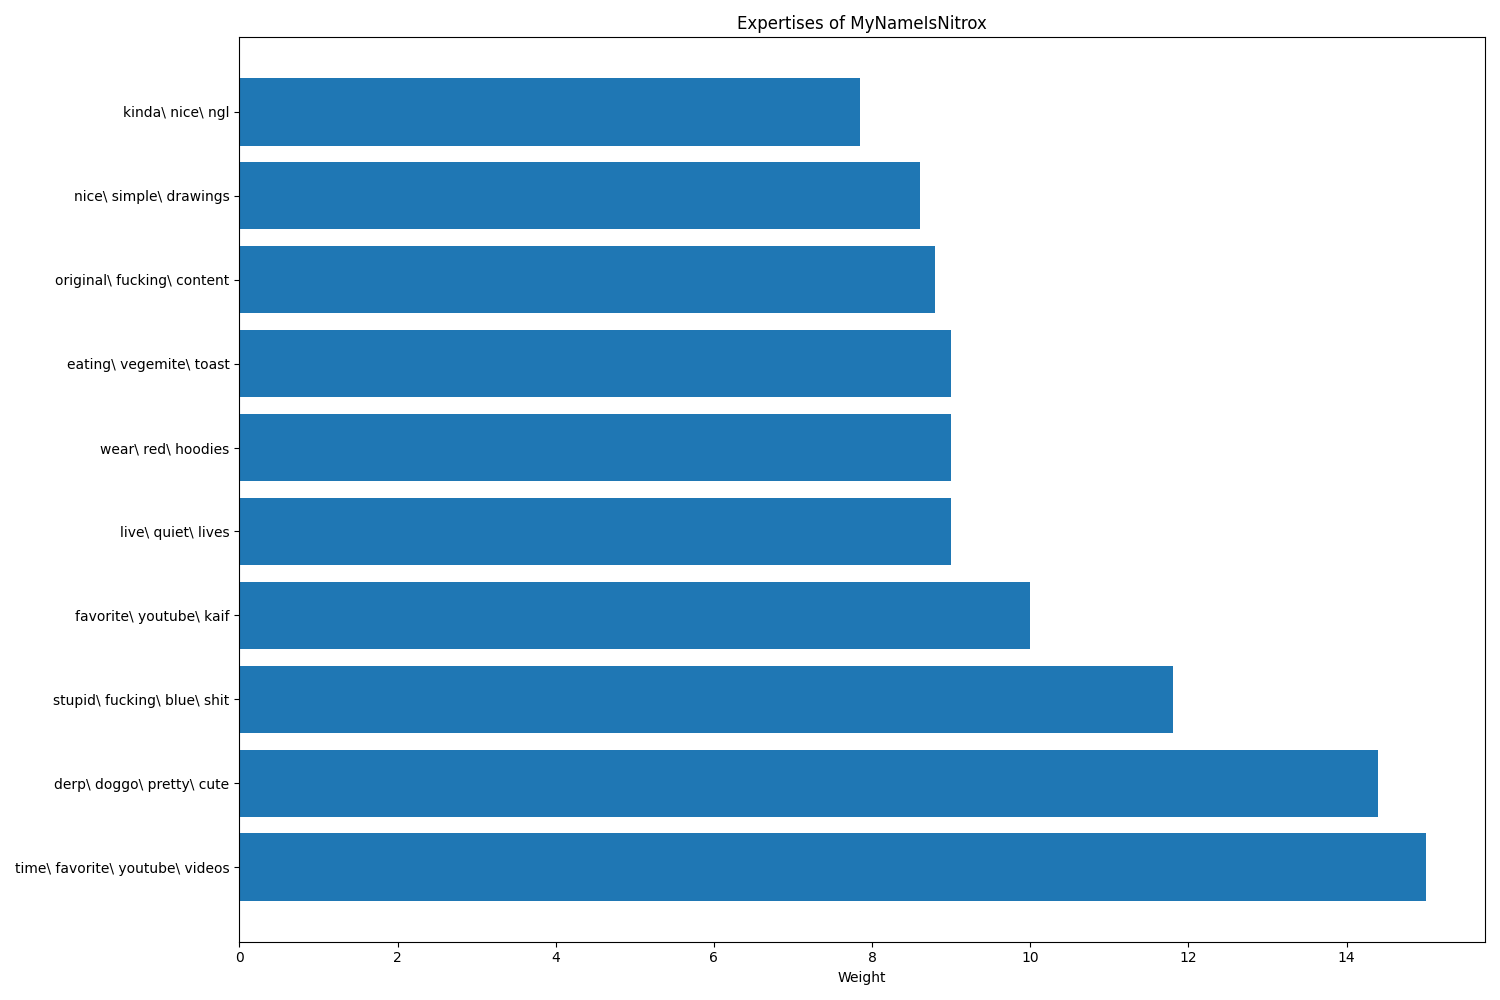 Expertises of MyNameIsNitrox
kinda\ nice\ ngl
nice\ simple\ drawings
original\ fucking\ content
eating\ vegemite\ toast
wear\ red\ hoodies
live\ quiet\ lives
favorite\ youtube\ kaif
stupid\ fucking\ blue\ shit
derp\ doggo\ pretty\ cute
time\ favorite\ youtube\ videos
0 2 4 6 8 10 12 14
Weight